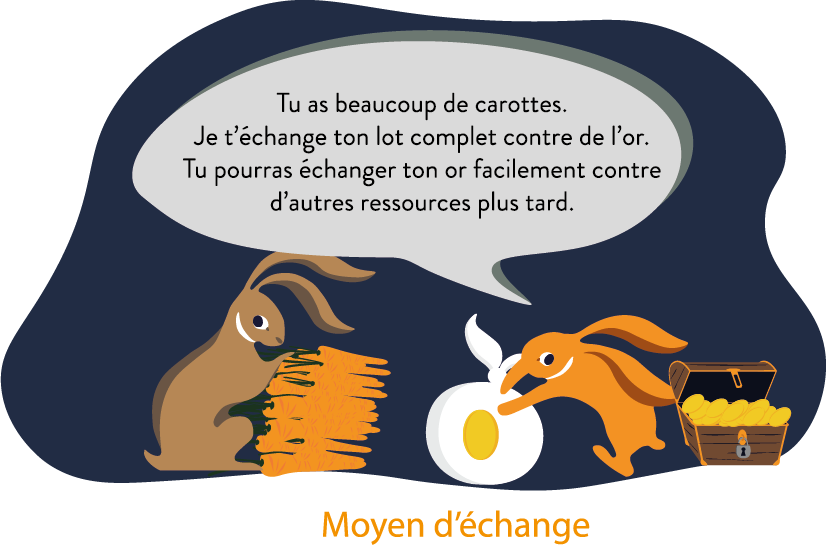 Tu as beaucoup de carottes.
Je t’échange ton lot complet contre de l’or.
Tu pourras échanger ton or facilement contre
d’autres ressources plus tard.
Moyen d’échange